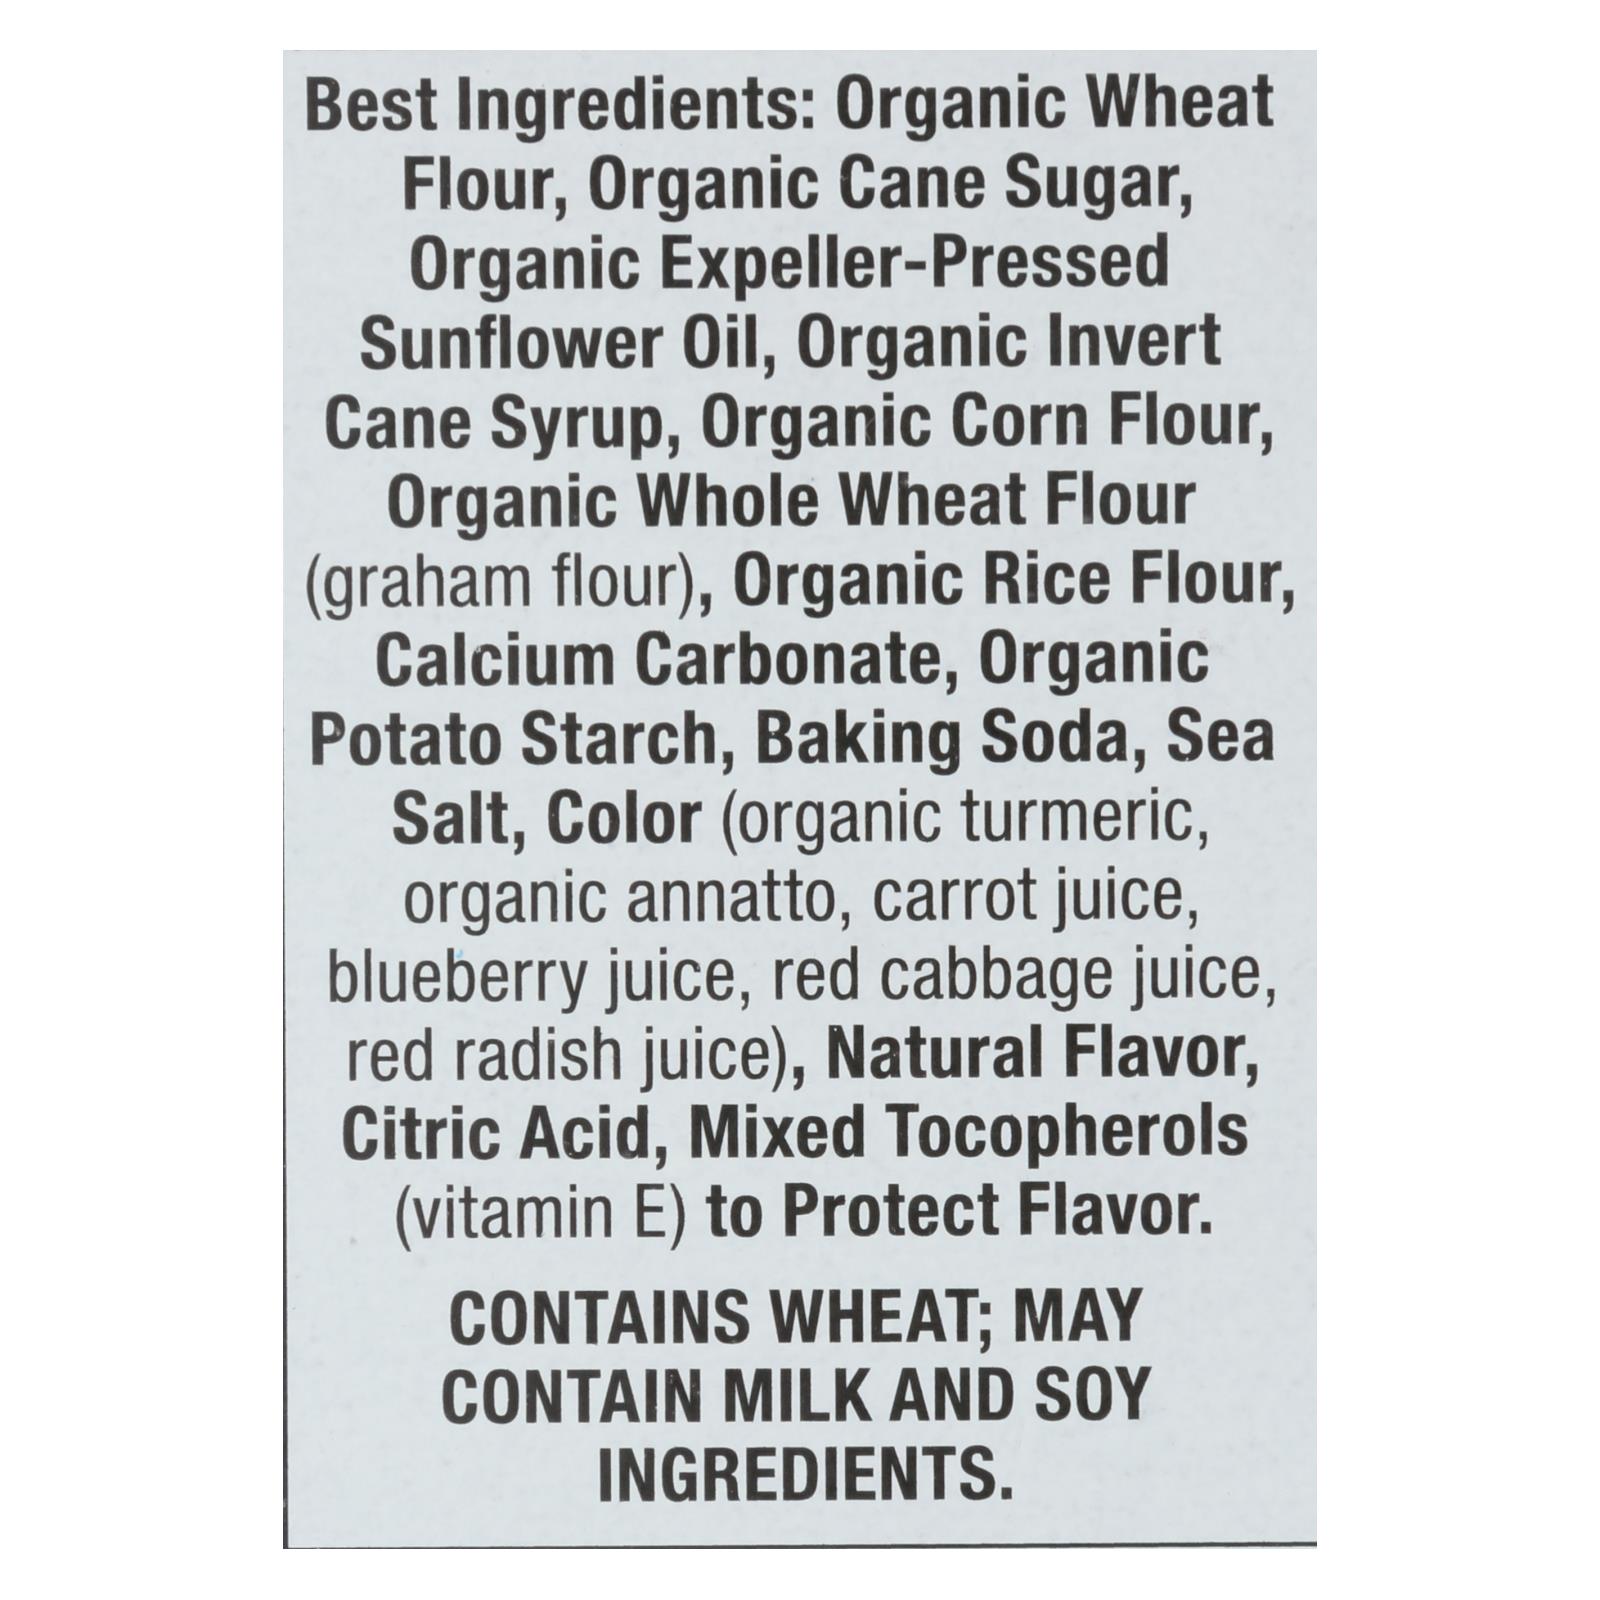 Best Ingredients: Organic Wheat
Flour, Organic Cane Sugar,
Organic Expeller-Pressed
Sunflower Oil, Organic Invert
Cane Syrup, Organic Corn Flour,
Organic Whole Wheat Flour
(graham flour), Organic Rice Flour,
Calcium Carbonate, Organic
Potato Starch, Baking Soda, Sea
Salt, Color (organic turmeric,
organic annatto, carrot juice,
blueberry juice, red cabbage juice,
red radish juice), Natural Flavor,
Citric Acid, Mixed Tocopherols
(vitamin E) to Protect Flavor.
CONTAINS WHEAT; MAY
CONTAIN MILK AND SOY
INGREDIENTS.